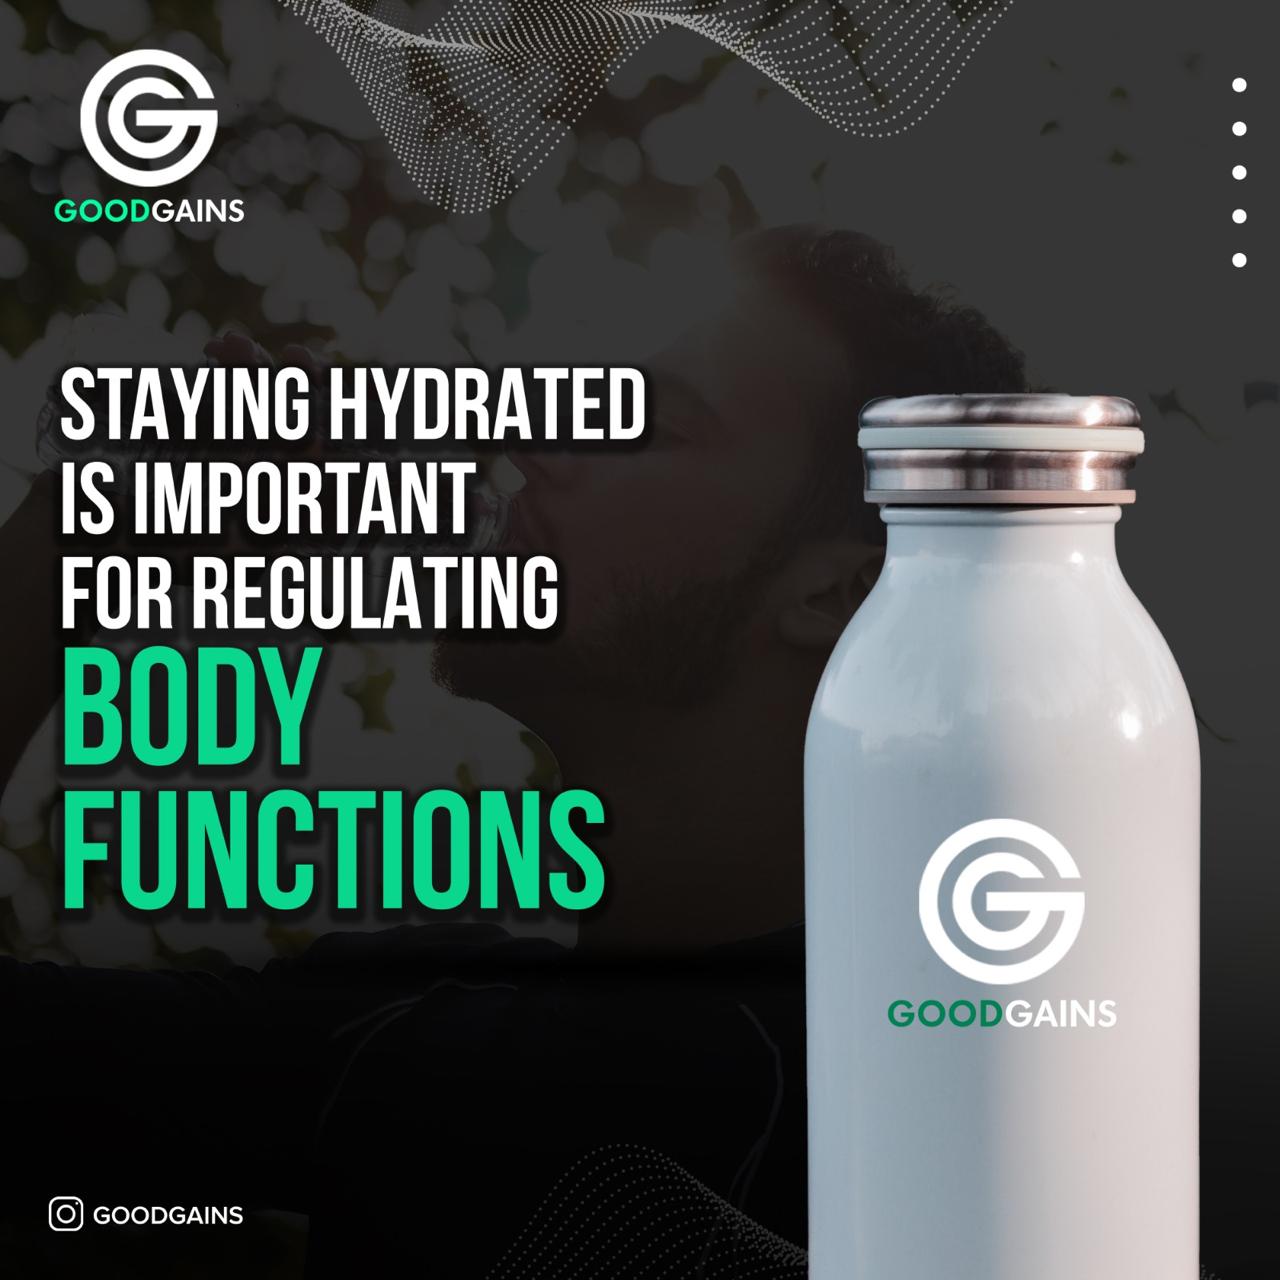 GOODGAINS
STAYING HYDRATED
IS IMPORTANT
FOR REGULATING
BODY
FUNCTIONS
GOODGAINS
GOODGAINS